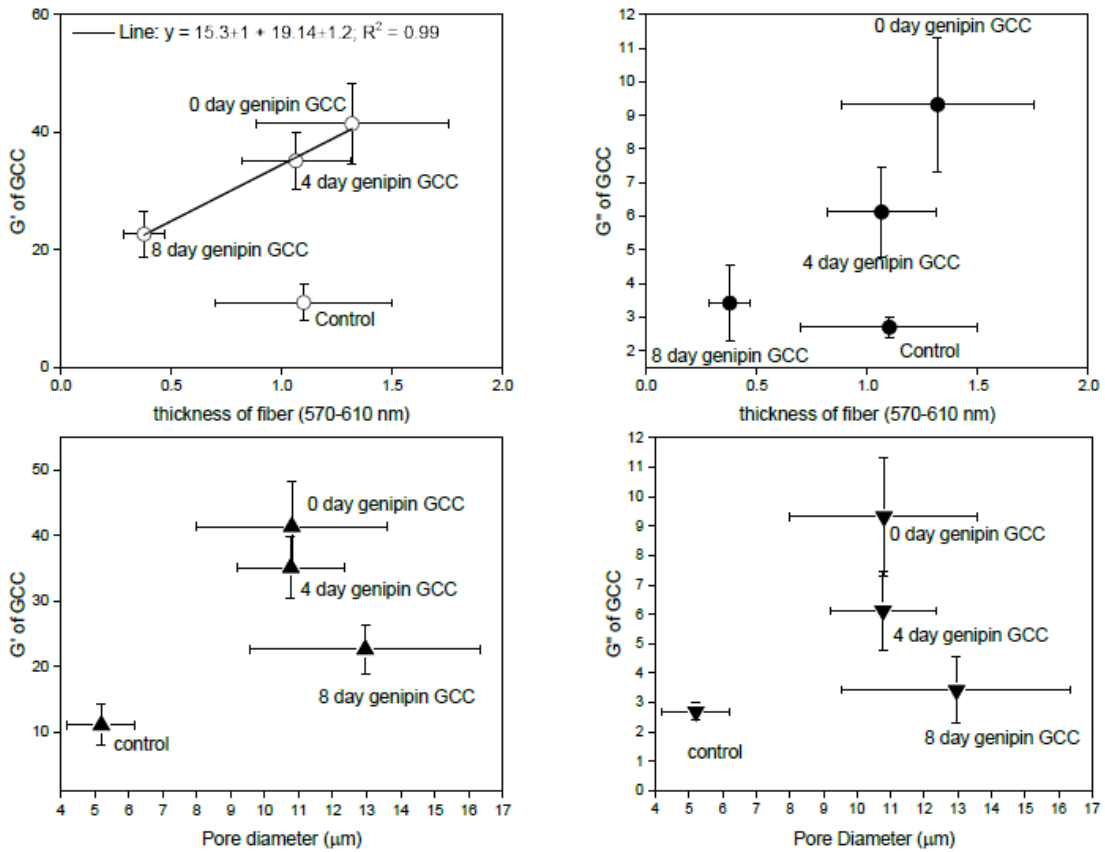 60
Line: y = 15.3±1 + 19.14±1.2; R² = 0.99
0 day genipin GCC
40
4 day genipin GCC
G' of GCC
20
8 day genipin GCC
Control
0
0.0 0.5 1.0 1.5 2.0
thickness of fiber (570-610 nm)
12
0 day genipin GCC
11
10
9
8
7
6
5
4
3
2
G" of GCC
4 day genipin GCC
8 day genipin GCC
Control
0.0 0.5 1.0 1.5 2.0
thickness of fiber (570-610 nm)
50
0 day genipin GCC
40
4 day genipin GCC
30
G' of GCC
20
8 day genipin GCC
10
control
4 5 6 7 8 9 10 11 12 13 14 15 16 17
Pore diameter (μm)
12
11
10
9
8
7
6
5
4
3
2
1
0
G" of GCC
0 day genipin GCC
4 day genipin GCC
8 day genipin GCC
control
4 5 6 7 8 9 10 11 12 13 14 15 16 17
Pore Diameter (μm)